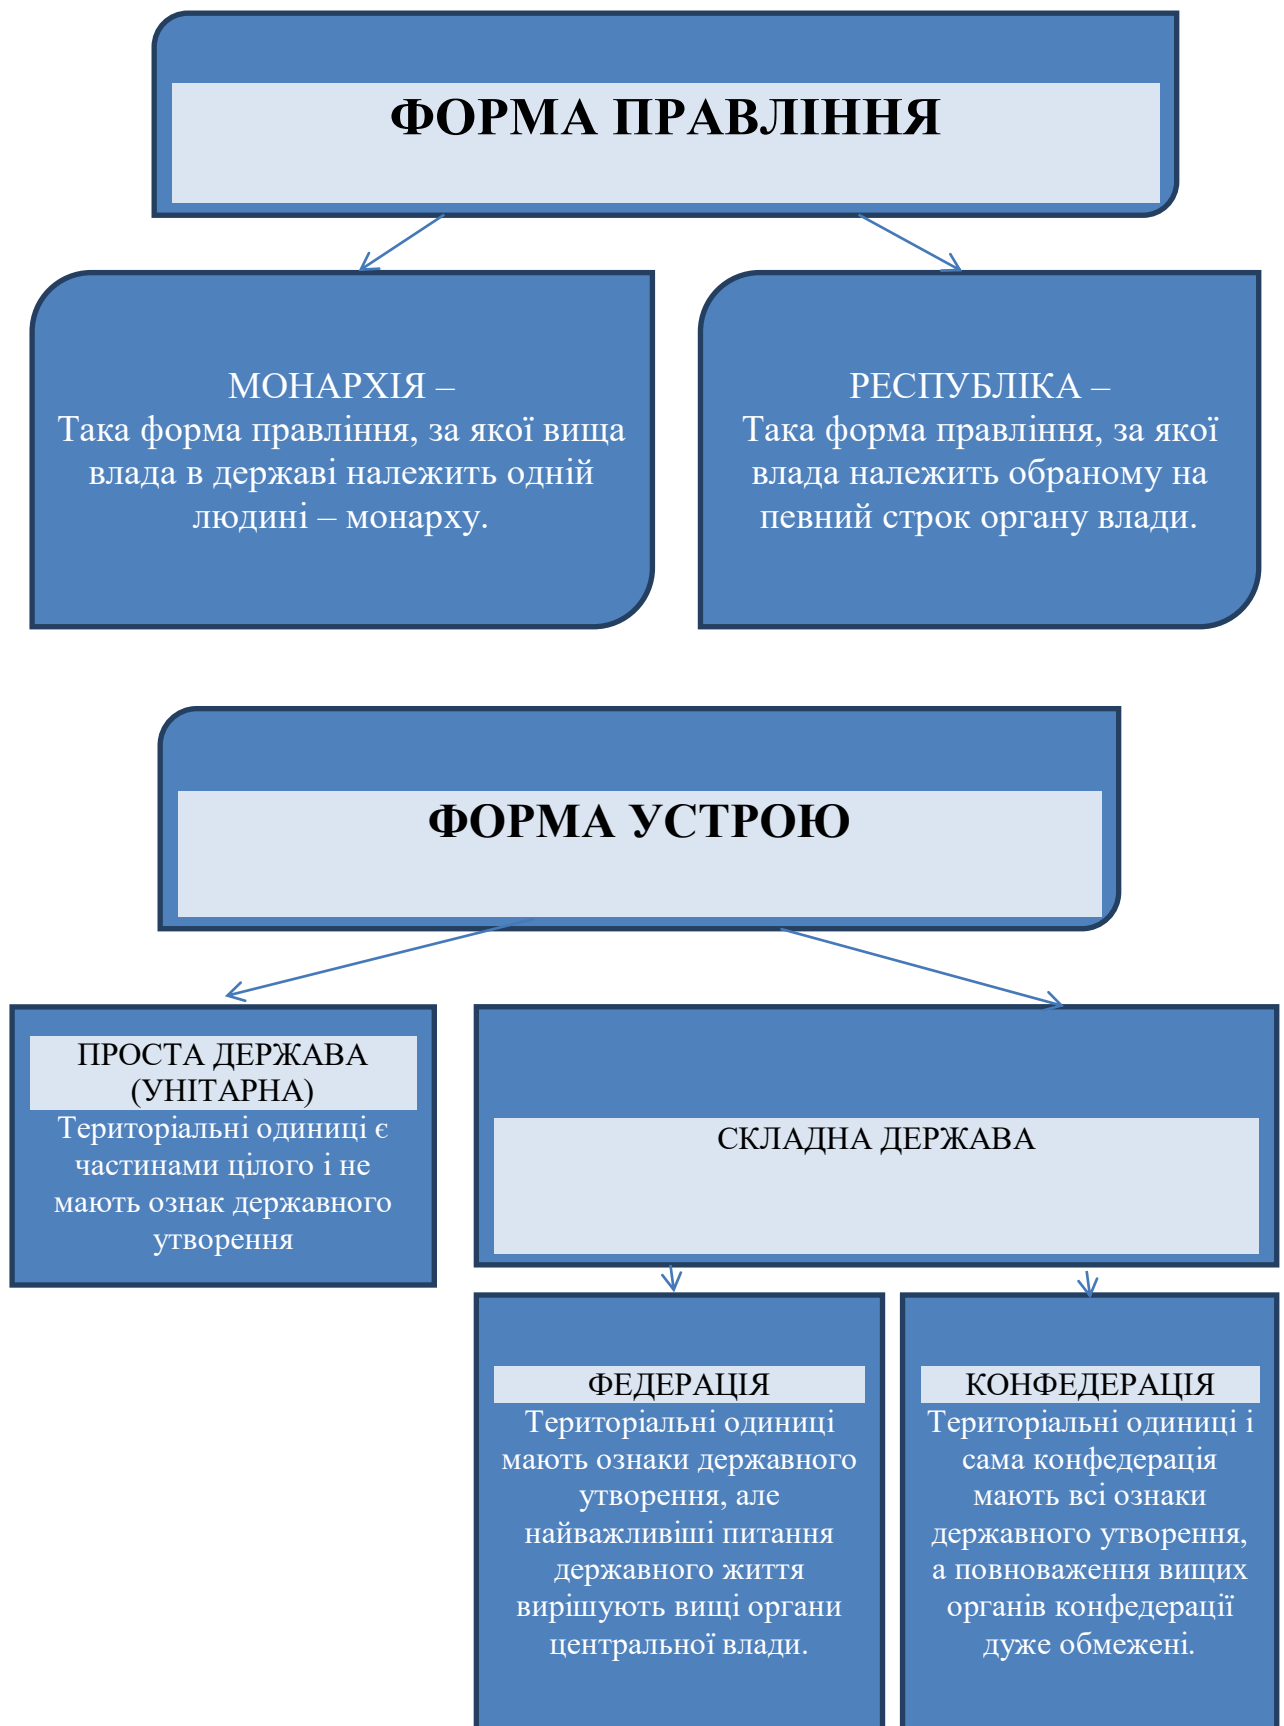 ФОРМА ПРАВЛІННЯ
МОНАРХІЯ –
Така форма правління, за якої вища
влада в державі належить одній
людині – монарху.
РЕСПУБЛІКА –
Така форма правління, за якої
влада належить обраному на
певний строк органу влади.
ФОРМА УСТРОЮ
ПРОСТА ДЕРЖАВА
(УНІТАРНА)
Територіальні одиниці є
частинами цілого і не
мають ознак державного
утворення
СКЛАДНА ДЕРЖАВА
ФЕДЕРАЦІЯ
Територіальні одиниці
мають ознаки державного
утворення, але
найважливіші питання
державного життя
вирішують вищі органи
центральної влади.
КОНФЕДЕРАЦІЯ
Територіальні одиниці і
сама конфедерація
мають всі ознаки
державного утворення,
а повноваження вищих
органів конфедерації
дуже обмежені.